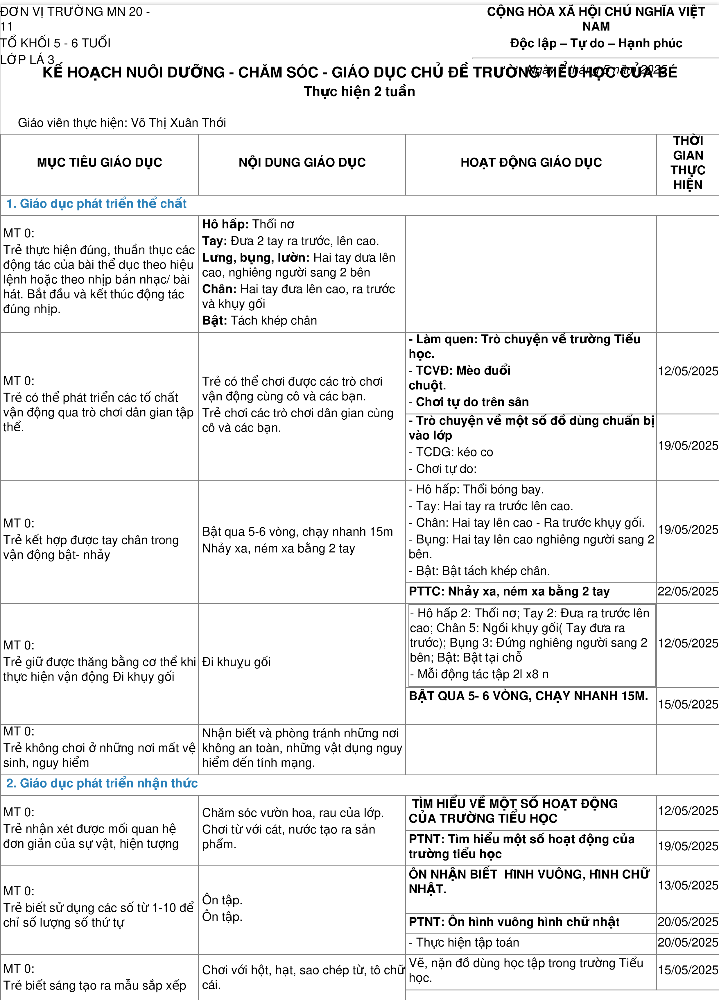 ĐƠN VỊ TRƯỜNG MN 20 -
11
TỔ KHỐI 5 - 6 TUỔI
LỚP LÁ 3
CỘNG HÒA XÃ HỘI CHỦ NGHĨA VIỆT
NAM
Độc lập – Tự do – Hạnh phúc
Ngày 7 tháng 5 năm 2025
KẾ HOẠCH NUÔI DƯỠNG - CHĂM SÓC - GIÁO DỤC CHỦ ĐỀ TRƯỜNG TIỂU HỌC CỦA BÉ
Thực hiện 2 tuần
Giáo viên thực hiện: Võ Thị Xuân Thới
MỤC TIÊU GIÁO DỤC
NỘI DUNG GIÁO DỤC
HOẠT ĐỘNG GIÁO DỤC
THỜI
GIAN
THỰC
HIỆN
1. Giáo dục phát triển thể chất
MT 0:
Trẻ thực hiện đúng, thuần thục các
động tác của bài thể dục theo hiệu
lệnh hoặc theo nhịp bản nhạc/ bài
hát. Bắt đầu và kết thúc động tác
đúng nhịp.
Hô hấp: Thổi nơ
Tay: Đưa 2 tay ra trước, lên cao.
Lưng, bụng, lườn: Hai tay đưa lên
cao, nghiêng người sang 2 bên
Chân: Hai tay đưa lên cao, ra trước
và khụy gối
Bật: Tách khép chân
MT 0:
Trẻ có thể phát triển các tố chất
vận động qua trò chơi dân gian tập
thể.
Trẻ có thể chơi được các trò chơi
vận động cùng cô và các bạn.
Trẻ chơi các trò chơi dân gian cùng
cô và các bạn.
- Làm quen: Trò chuyện về trường Tiểu
học.
- TCVĐ: Mèo đuổi
chuột.
- Chơi tự do trên sân
12/05/2025
- Trò chuyện về một số đồ dùng chuẩn bị
vào lớp
- TCDG: kéo co
- Chơi tự do:
19/05/2025
MT 0:
Trẻ kết hợp được tay chân trong
vận động bật- nhảy
Bật qua 5-6 vòng, chạy nhanh 15m
Nhảy xa, ném xa bằng 2 tay
- Hô hấp: Thổi bóng bay.
- Tay: Hai tay ra trước lên cao.
- Chân: Hai tay lên cao - Ra trước khụy gối.
- Bụng: Hai tay lên cao nghiêng người sang 2
bên.
- Bật: Bật tách khép chân.
19/05/2025
PTTC: Nhảy xa, ném xa bằng 2 tay
22/05/2025
MT 0:
Trẻ giữ được thăng bằng cơ thể khi
thực hiện vận động Đi khụy gối
Đi khuỵu gối
- Hô hấp 2: Thổi nơ; Tay 2: Đưa ra trước lên
cao; Chân 5: Ngồi khụy gối( Tay đưa ra
trước); Bụng 3: Đứng nghiêng người sang 2
bên; Bật: Bật tại chỗ
- Mỗi động tác tập 2l x8 n
12/05/2025
BẬT QUA 5- 6 VÒNG, CHẠY NHANH 15M.
15/05/2025
MT 0:
Trẻ không chơi ở những nơi mất vệ
sinh, nguy hiểm
Nhận biết và phòng tránh những nơi
không an toàn, những vật dụng nguy
hiểm đến tính mạng.
2. Giáo dục phát triển nhận thức
MT 0:
Trẻ nhận xét được mối quan hệ
đơn giản của sự vật, hiện tượng
Chăm sóc vườn hoa, rau của lớp.
Chơi từ với cát, nước tạo ra sản
phẩm.
TÌM HIỂU VỀ MỘT SỐ HOẠT ĐỘNG
CỦA TRƯỜNG TIỂU HỌC
12/05/2025
PTNT: Tìm hiểu một số hoạt động của
trường tiểu học
19/05/2025
MT 0:
Trẻ biết sử dụng các số từ 1-10 để
chỉ số lượng số thứ tự
Ôn tập.
Ôn tập.
ÔN NHẬN BIẾT  HÌNH VUÔNG, HÌNH CHỮ
NHẬT.
13/05/2025
PTNT: Ôn hình vuông hình chữ nhật
20/05/2025
- Thực hiện tập toán
20/05/2025
MT 0:
Trẻ biết sáng tạo ra mẫu sắp xếp
Chơi với hột, hạt, sao chép từ, tô chữ
cái.
Vẽ, nặn đồ dùng học tập trong trường Tiểu
học.
15/05/2025